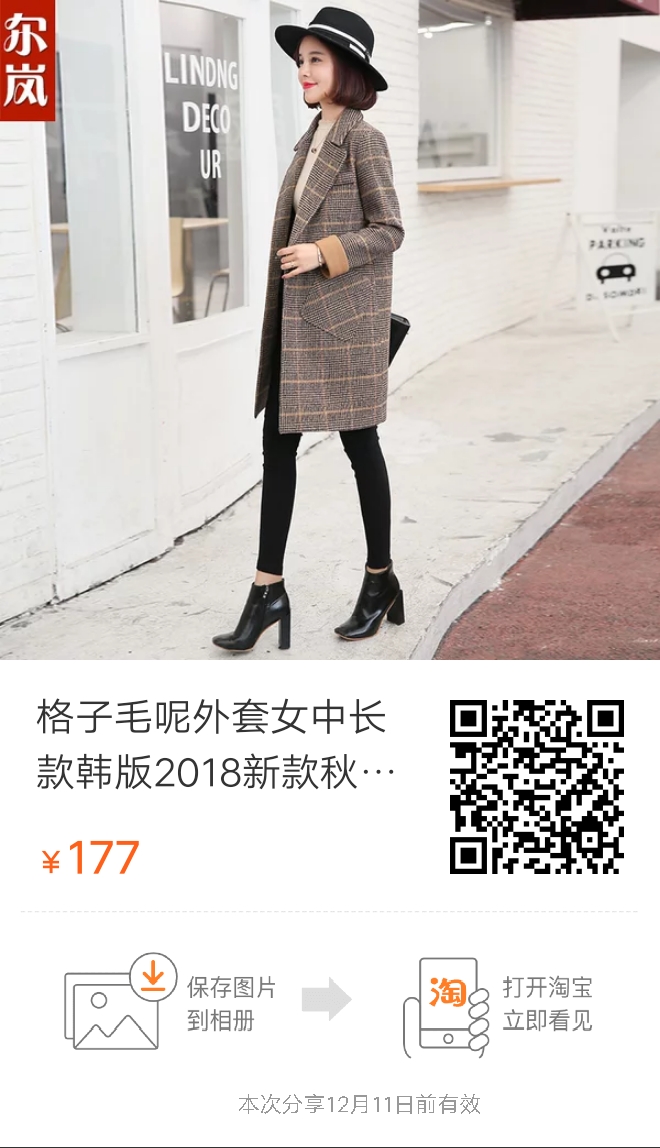 尔岚
LINDNG
DECO
UR
Visite
PARKING
格子毛呢外套女中长
款韩版2018新款秋…
¥177
保存图片
到相册
淘
打开淘宝
立即看见
本次分享12月11日前有效